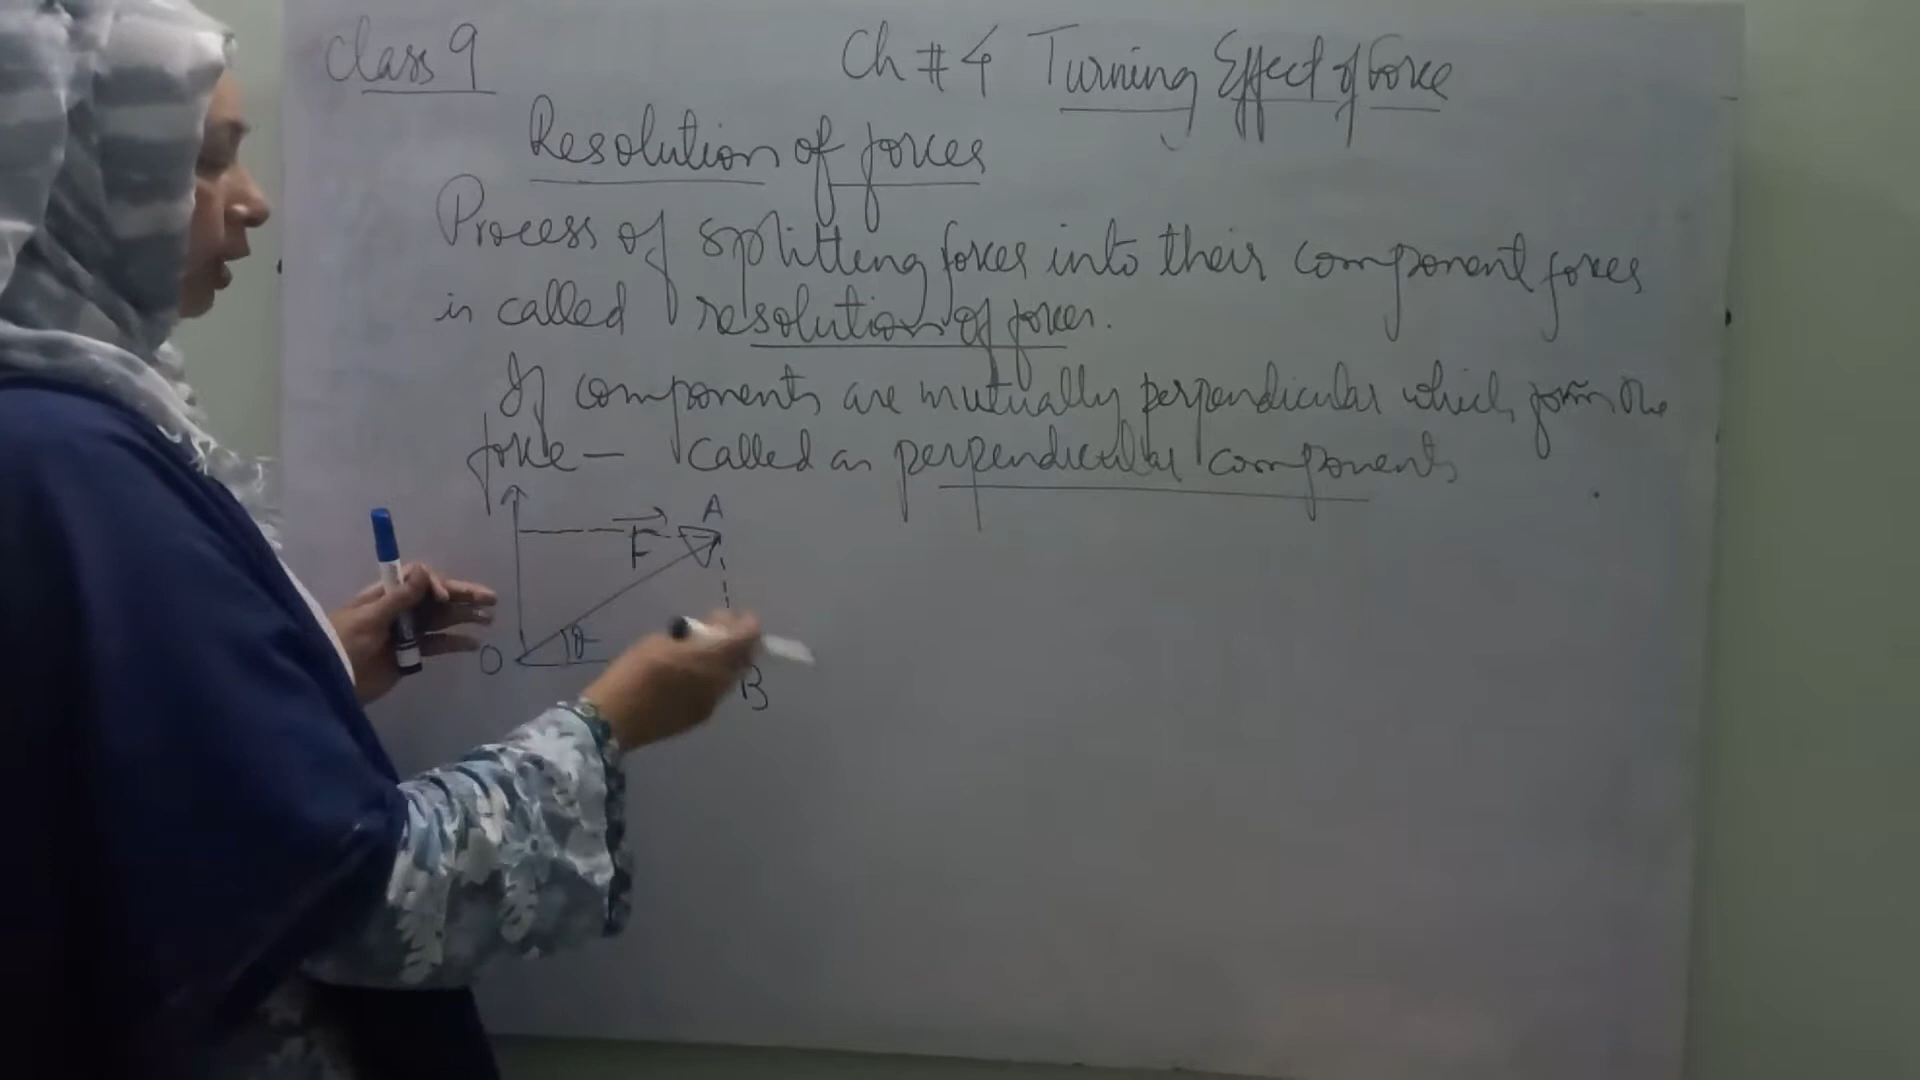 Class 9
Ch # 4 Turning Effect of Force
Resolution of forces
Process of splitting forces into their component forces
is called resolution of forces.
If components are mutually perpendicular which form the
force - called as perpendicular components
F A
O θ
B